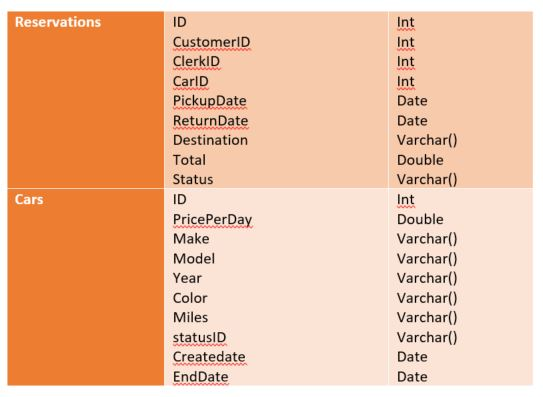 Reservations ID Int
CustomerID Int
ClerkID Int
CarID Int
PickupDate Date
ReturnDate Date
Destination Varchar()
Total Double
Status Varchar()
Cars ID Int
PricePerDay Double
Make Varchar()
Model Varchar()
Year Varchar()
Color Varchar()
Miles Varchar()
statusID Varchar()
Createdate Date
EndDate Date